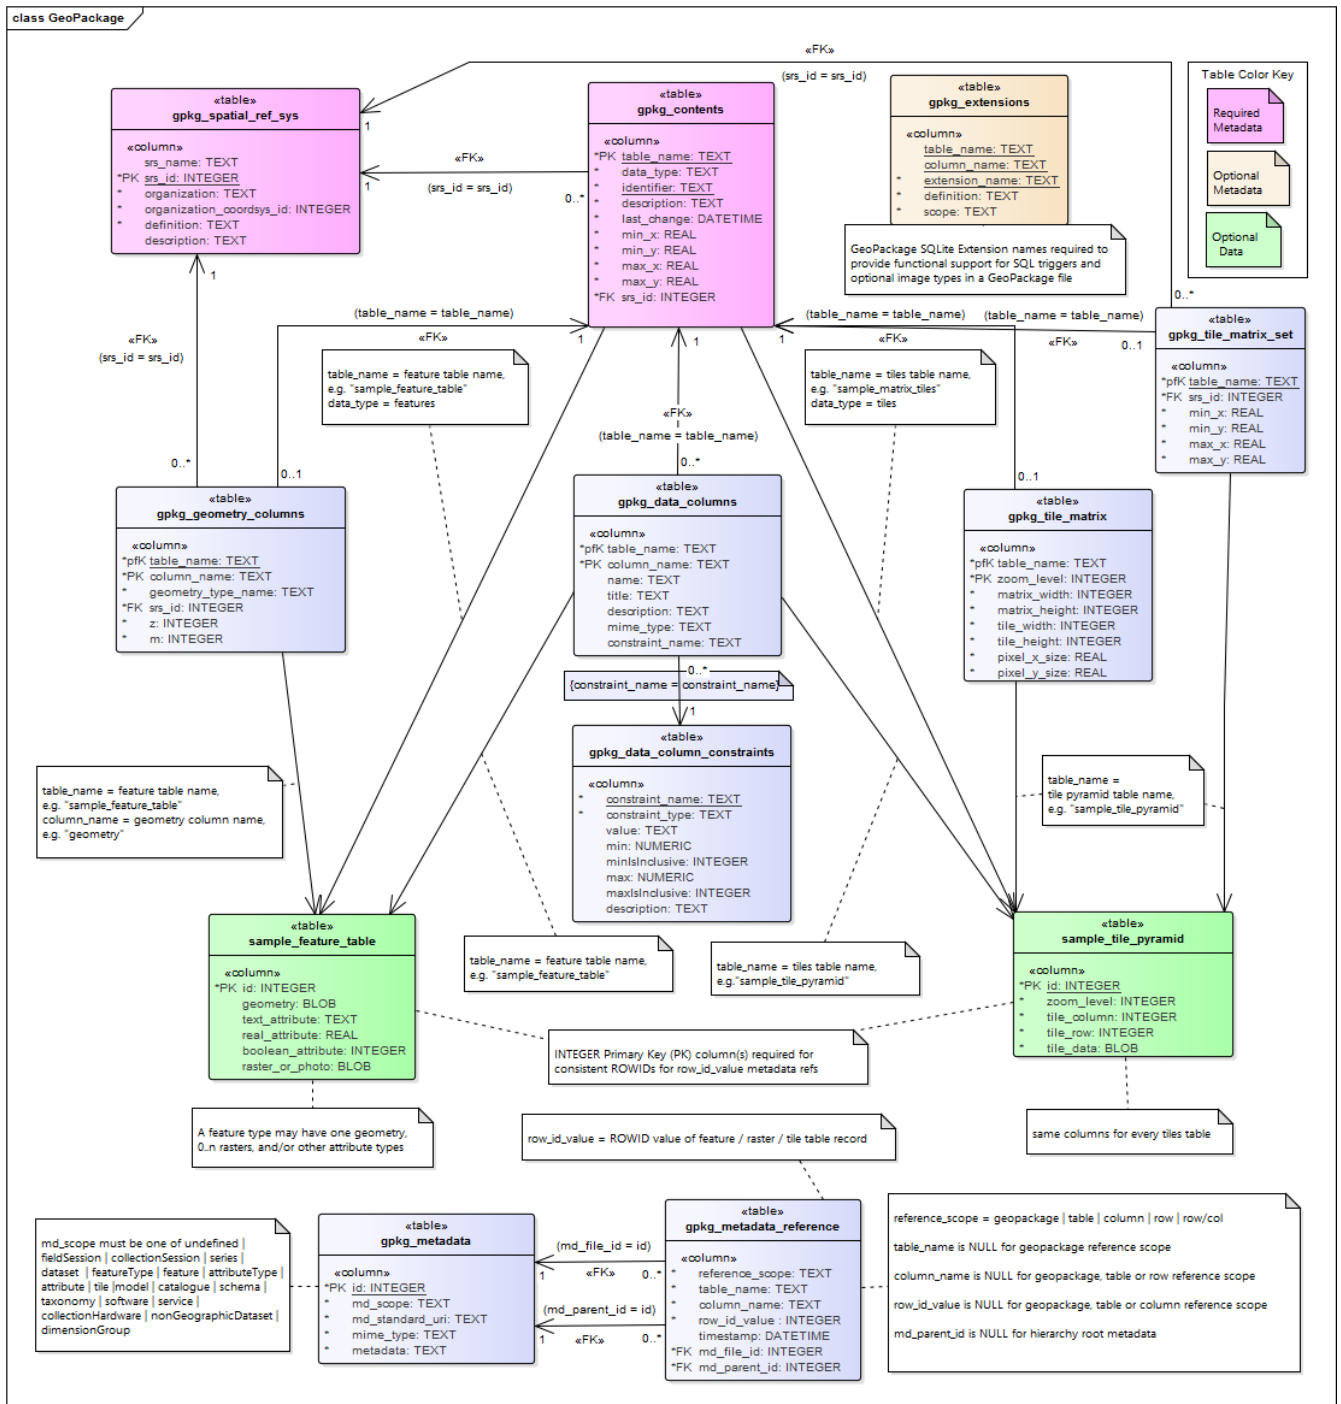 class GeoPackage
«FK»
(srs_id = srs_id)
Table Color Key
Required
Metadata
Optional
Metadata
Optional
Data
«table»
gpkg_spatial_ref_sys
«column»
srs_name: TEXT
*PK srs_id: INTEGER
* organization: TEXT
* organization_coordsys_id: INTEGER
* definition: TEXT
description: TEXT
1
1
1
«FK»
(srs_id = srs_id)
0..*
«table»
gpkg_contents
«column»
*PK table_name: TEXT
* data_type: TEXT
* identifier: TEXT
* description: TEXT
* last_change: DATETIME
* min_x: REAL
* min_y: REAL
* max_x: REAL
* max_y: REAL
*FK srs_id: INTEGER
«table»
gpkg_extensions
«column»
table_name: TEXT
column_name: TEXT
* extension_name: TEXT
* definition: TEXT
* scope: TEXT
GeoPackage SQLite Extension names required to
provide functional support for SQL triggers and
optional image types in a GeoPackage file
0..*
(table_name = table_name)
«FK»
1
1
1
(table_name = table_name)
«FK»
(table_name = table_name)
«FK»
0..1
«table»
gpkg_tile_matrix_set
«column»
*pfK table_name: TEXT
*FK srs_id: INTEGER
* min_x: REAL
* min_y: REAL
* max_x: REAL
* max_y: REAL
«FK»
(srs_id = srs_id)
0..*
0..1
table_name = feature table name,
e.g. "sample_feature_table"
data_type = features
table_name = tiles table name,
e.g. "sample_matrix_tiles"
data_type = tiles
«FK»
(table_name = table_name)
0..*
0..1
«table»
gpkg_geometry_columns
«column»
*pfK table_name: TEXT
*PK column_name: TEXT
* geometry_type_name: TEXT
*FK srs_id: INTEGER
* z: INTEGER
* m: INTEGER
«table»
gpkg_data_columns
«column»
*pfK table_name: TEXT
*PK column_name: TEXT
name: TEXT
title: TEXT
description: TEXT
mime_type: TEXT
constraint_name: TEXT
«table»
gpkg_tile_matrix
«column»
*pfK table_name: TEXT
*PK zoom_level: INTEGER
* matrix_width: INTEGER
* matrix_height: INTEGER
* tile_width: INTEGER
* tile_height: INTEGER
* pixel_x_size: REAL
* pixel_y_size: REAL
0..*
{constraint_name = constraint_name}
1
«table»
gpkg_data_column_constraints
«column»
* constraint_name: TEXT
* constraint_type: TEXT
value: TEXT
min: NUMERIC
minIsInclusive: INTEGER
max: NUMERIC
maxIsInclusive: INTEGER
description: TEXT
table_name = feature table name,
e.g. "sample_feature_table"
column_name = geometry column name,
e.g. "geometry"
table_name =
tile pyramid table name,
e.g. "sample_tile_pyramid"
«table»
sample_feature_table
«column»
*PK id: INTEGER
geometry: BLOB
text_attribute: TEXT
real_attribute: REAL
boolean_attribute: INTEGER
raster_or_photo: BLOB
table_name = feature table name,
e.g. "sample_feature_table"
table_name = tiles table name,
e.g."sample_tile_pyramid"
«table»
sample_tile_pyramid
«column»
*PK id: INTEGER
* zoom_level: INTEGER
* tile_column: INTEGER
* tile_row: INTEGER
* tile_data: BLOB
INTEGER Primary Key (PK) column(s) required for
consistent ROWIDs for row_id_value metadata refs
A feature type may have one geometry,
0..n rasters, and/or other attribute types
row_id_value = ROWID value of feature / raster / tile table record
same columns for every tiles table
md_scope must be one of undefined |
fieldSession | collectionSession | series |
dataset | featureType | feature | attributeType |
attribute | tile |model | catalogue | schema |
taxonomy | software | service |
collectionHardware | nonGeographicDataset |
dimensionGroup
«table»
gpkg_metadata
«column»
*PK id: INTEGER
* md_scope: TEXT
* md_standard_uri: TEXT
* mime_type: TEXT
* metadata: TEXT
(md_file_id = id)
1
«FK»
0..*
(md_parent_id = id)
1
«FK»
0..*
«table»
gpkg_metadata_reference
«column»
* reference_scope: TEXT
* table_name: TEXT
* column_name: TEXT
* row_id_value : INTEGER
timestamp: DATETIME
*FK md_file_id: INTEGER
*FK md_parent_id: INTEGER
reference_scope = geopackage | table | column | row | row/col
table_name is NULL for geopackage reference scope
column_name is NULL for geopackage, table or row reference scope
row_id_value is NULL for geopackage, table or column reference scope
md_parent_id is NULL for hierarchy root metadata